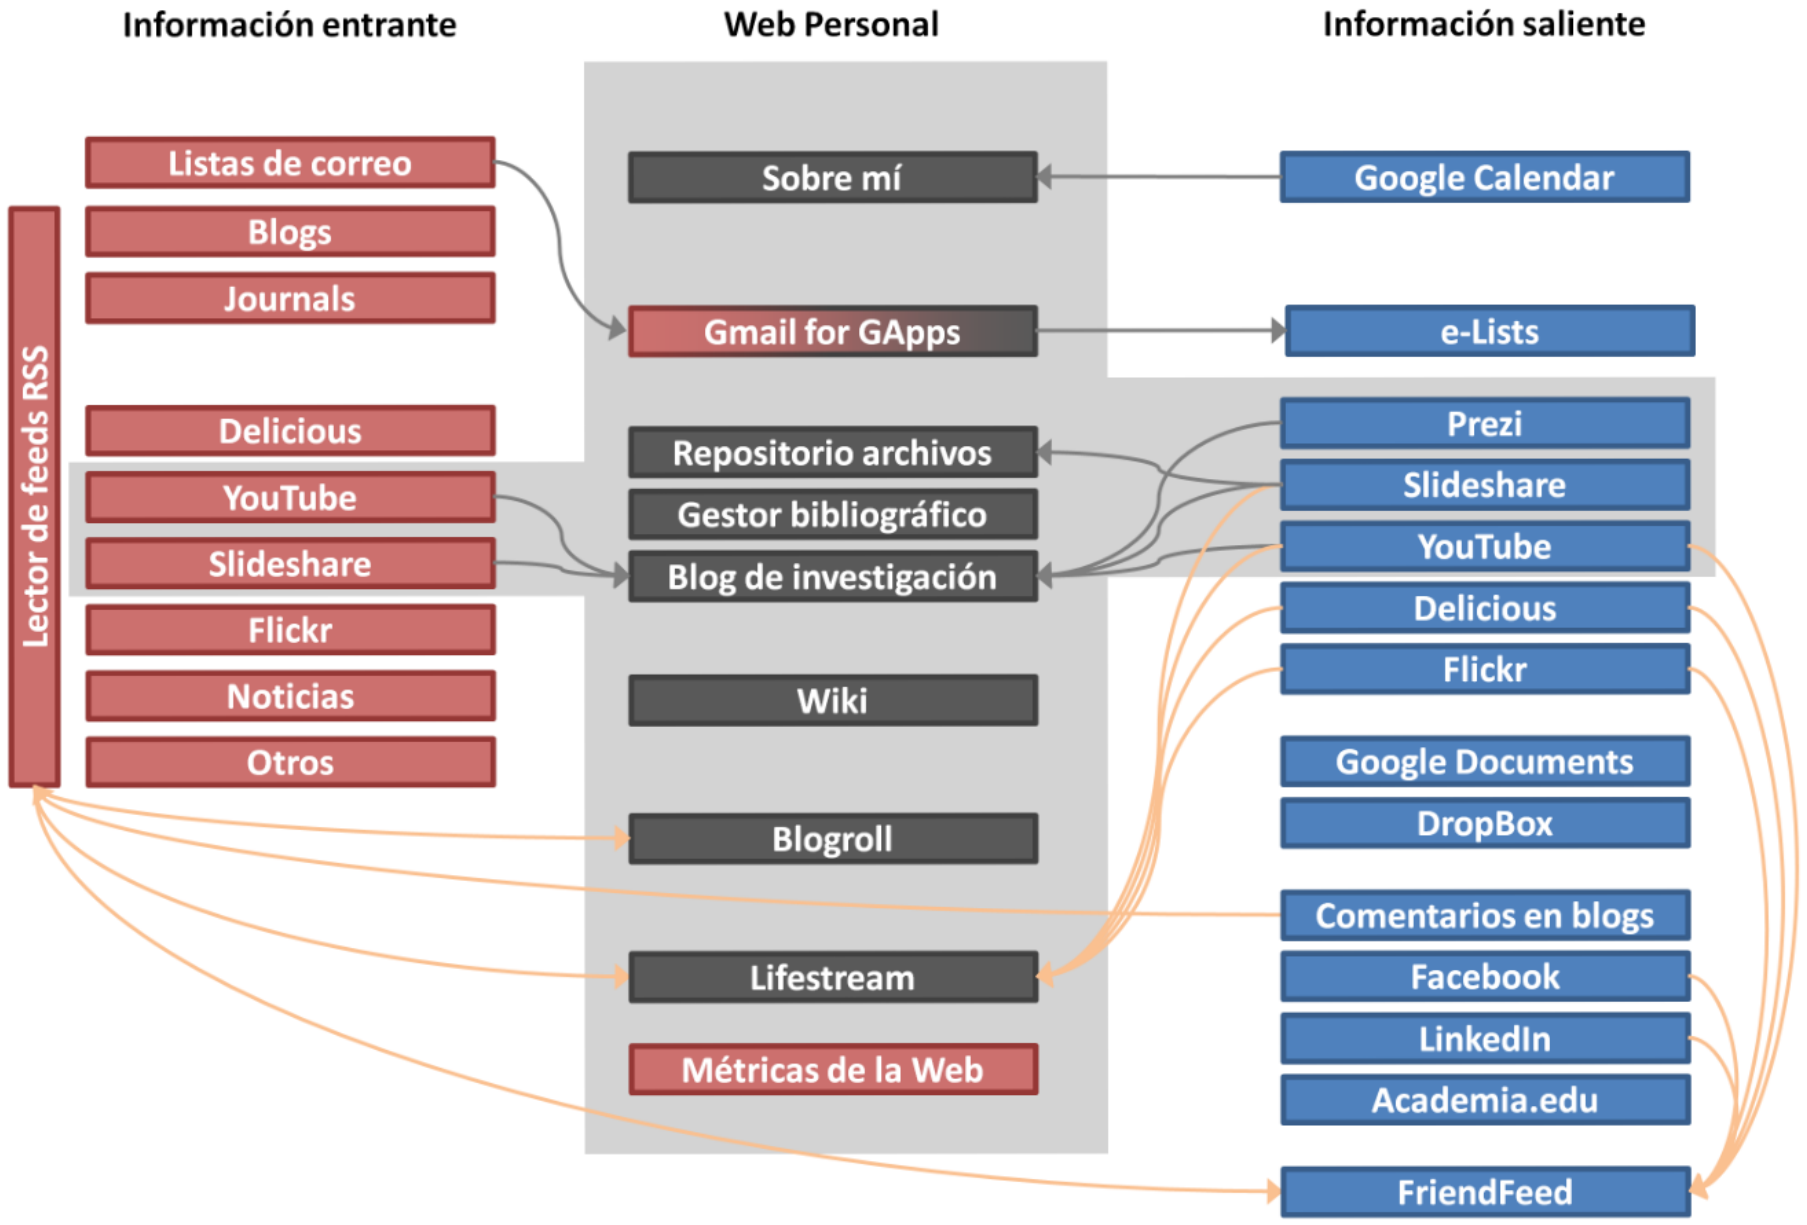 Información entrante
Web Personal
Información saliente
Lector de feeds RSS
Listas de correo
Blogs
Journals
Delicious
YouTube
Slideshare
Flickr
Noticias
Otros
Sobre mí
Gmail for GApps
Repositorio archivos
Gestor bibliográfico
Blog de investigación
Wiki
Blogroll
Lifestream
Métricas de la Web
Google Calendar
e-Lists
Prezi
Slideshare
YouTube
Delicious
Flickr
Google Documents
DropBox
Comentarios en blogs
Facebook
LinkedIn
Academia.edu
FriendFeed